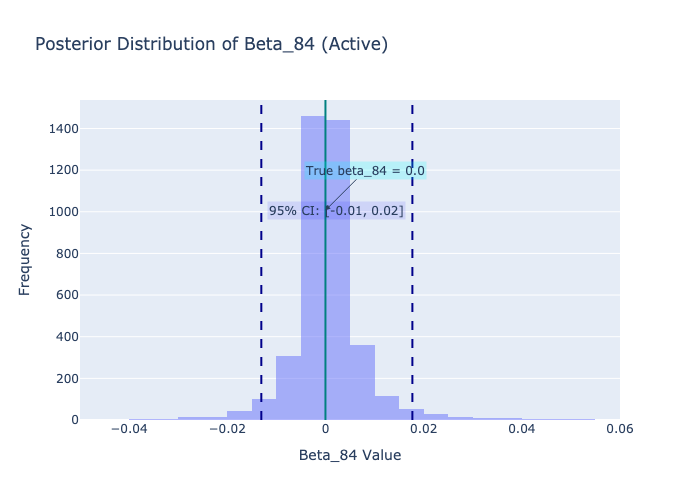 Posterior Distribution of Beta_84 (Active)
1400
1200
1000
800
600
400
200
0
Frequency
True beta_84 = 0.0
95% CI: [-0.01, 0.02]
−0.04
−0.02
0
0.02
0.04
0.06
Beta_84 Value